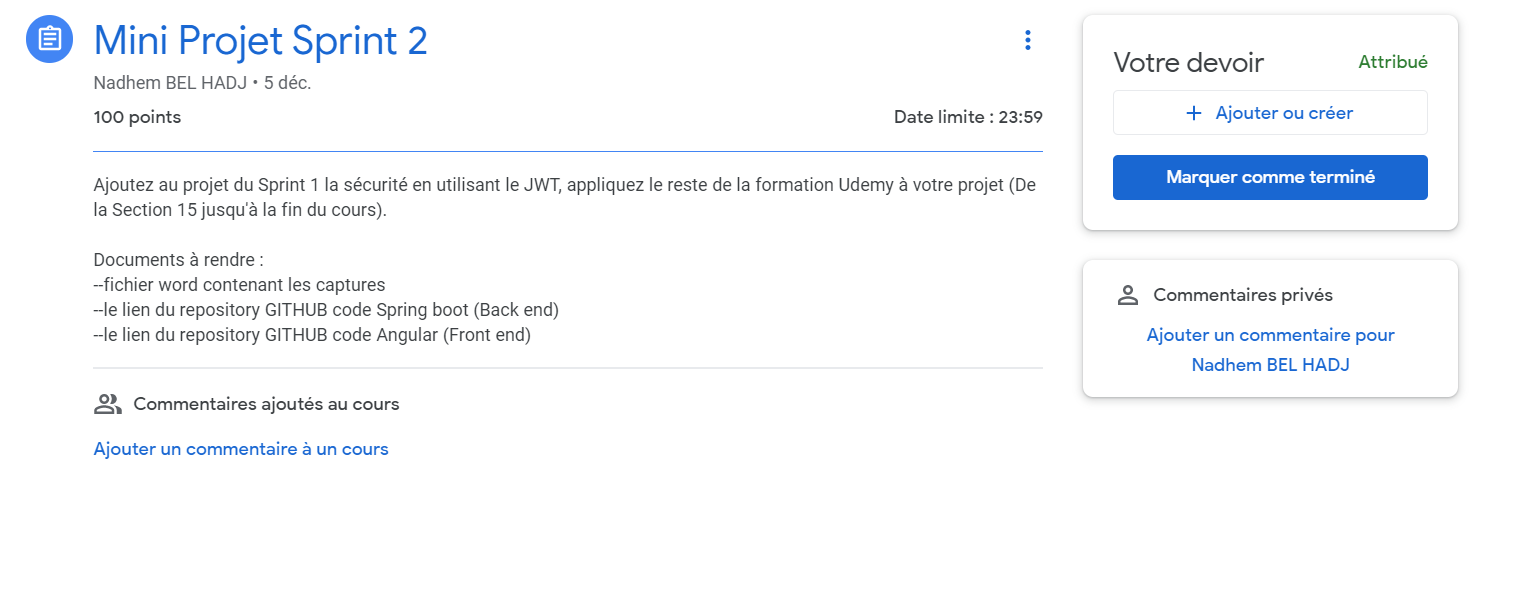 Mini Projet Sprint 2
Nadhem BEL HADJ • 5 déc.
100 points
Date limite : 23:59
Ajoutez au projet du Sprint 1 la sécurité en utilisant le JWT, appliquez le reste de la formation Udemy à votre projet (De
la Section 15 jusqu'à la fin du cours).
Documents à rendre :
--fichier word contenant les captures
--le lien du repository GITHUB code Spring boot (Back end)
--le lien du repository GITHUB code Angular (Front end)
Commentaires ajoutés au cours
Ajouter un commentaire à un cours
Votre devoir
Attribué
Ajouter ou créer
Marquer comme terminé
Commentaires privés
Ajouter un commentaire pour
Nadhem BEL HADJ